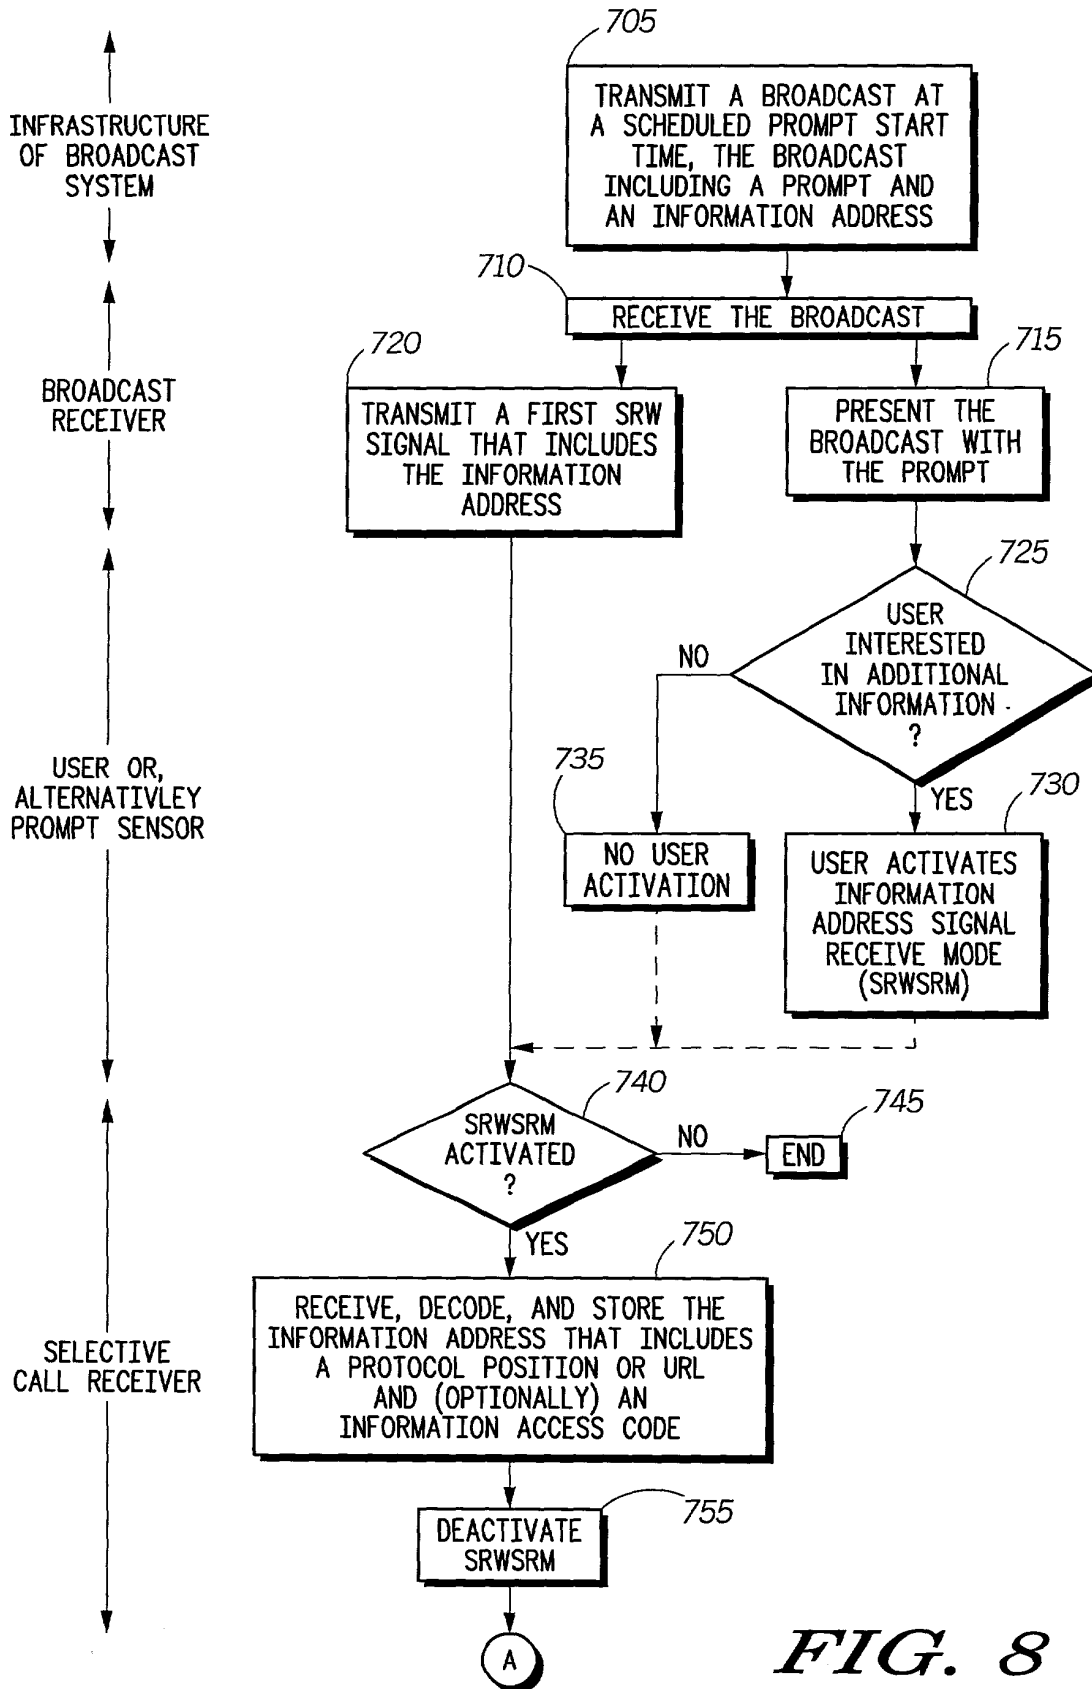 705
TRANSMIT A BROADCAST AT
A SCHEDULED PROMPT START
TIME, THE BROADCAST
INCLUDING A PROMPT AND
AN INFORMATION ADDRESS
INFRASTRUCTURE
OF BROADCAST
SYSTEM
710
RECEIVE THE BROADCAST
720
715
BROADCAST
RECEIVER
TRANSMIT A FIRST SRW
SIGNAL THAT INCLUDES
THE INFORMATION
ADDRESS
PRESENT THE
BROADCAST WITH
THE PROMPT
725
USER
INTERESTED
IN ADDITIONAL
INFORMATION
?
NO
YES
USER OR,
ALTERNATIVLEY
PROMPT SENSOR
735
NO USER
ACTIVATION
730
USER ACTIVATES
INFORMATION
ADDRESS SIGNAL
RECEIVE MODE
(SRWSRM)
740
SRWSRM
ACTIVATED
?
NO
745
END
YES
750
SELECTIVE
CALL RECEIVER
RECEIVE, DECODE, AND STORE THE
INFORMATION ADDRESS THAT INCLUDES
A PROTOCOL POSITION OR URL
AND (OPTIONALLY) AN
INFORMATION ACCESS CODE
755
DEACTIVATE
SRWSRM
A
FIG. 8